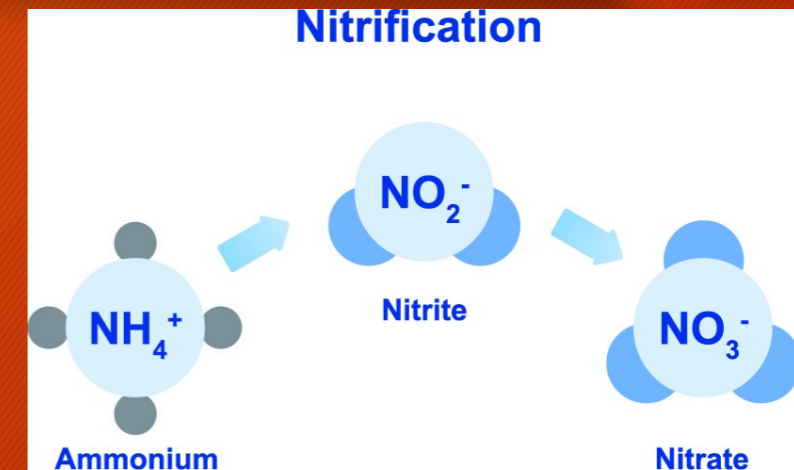 Nitrification
NO₂⁻
Nitrite
NH₄⁺
NO₃⁻
Ammonium
Nitrate